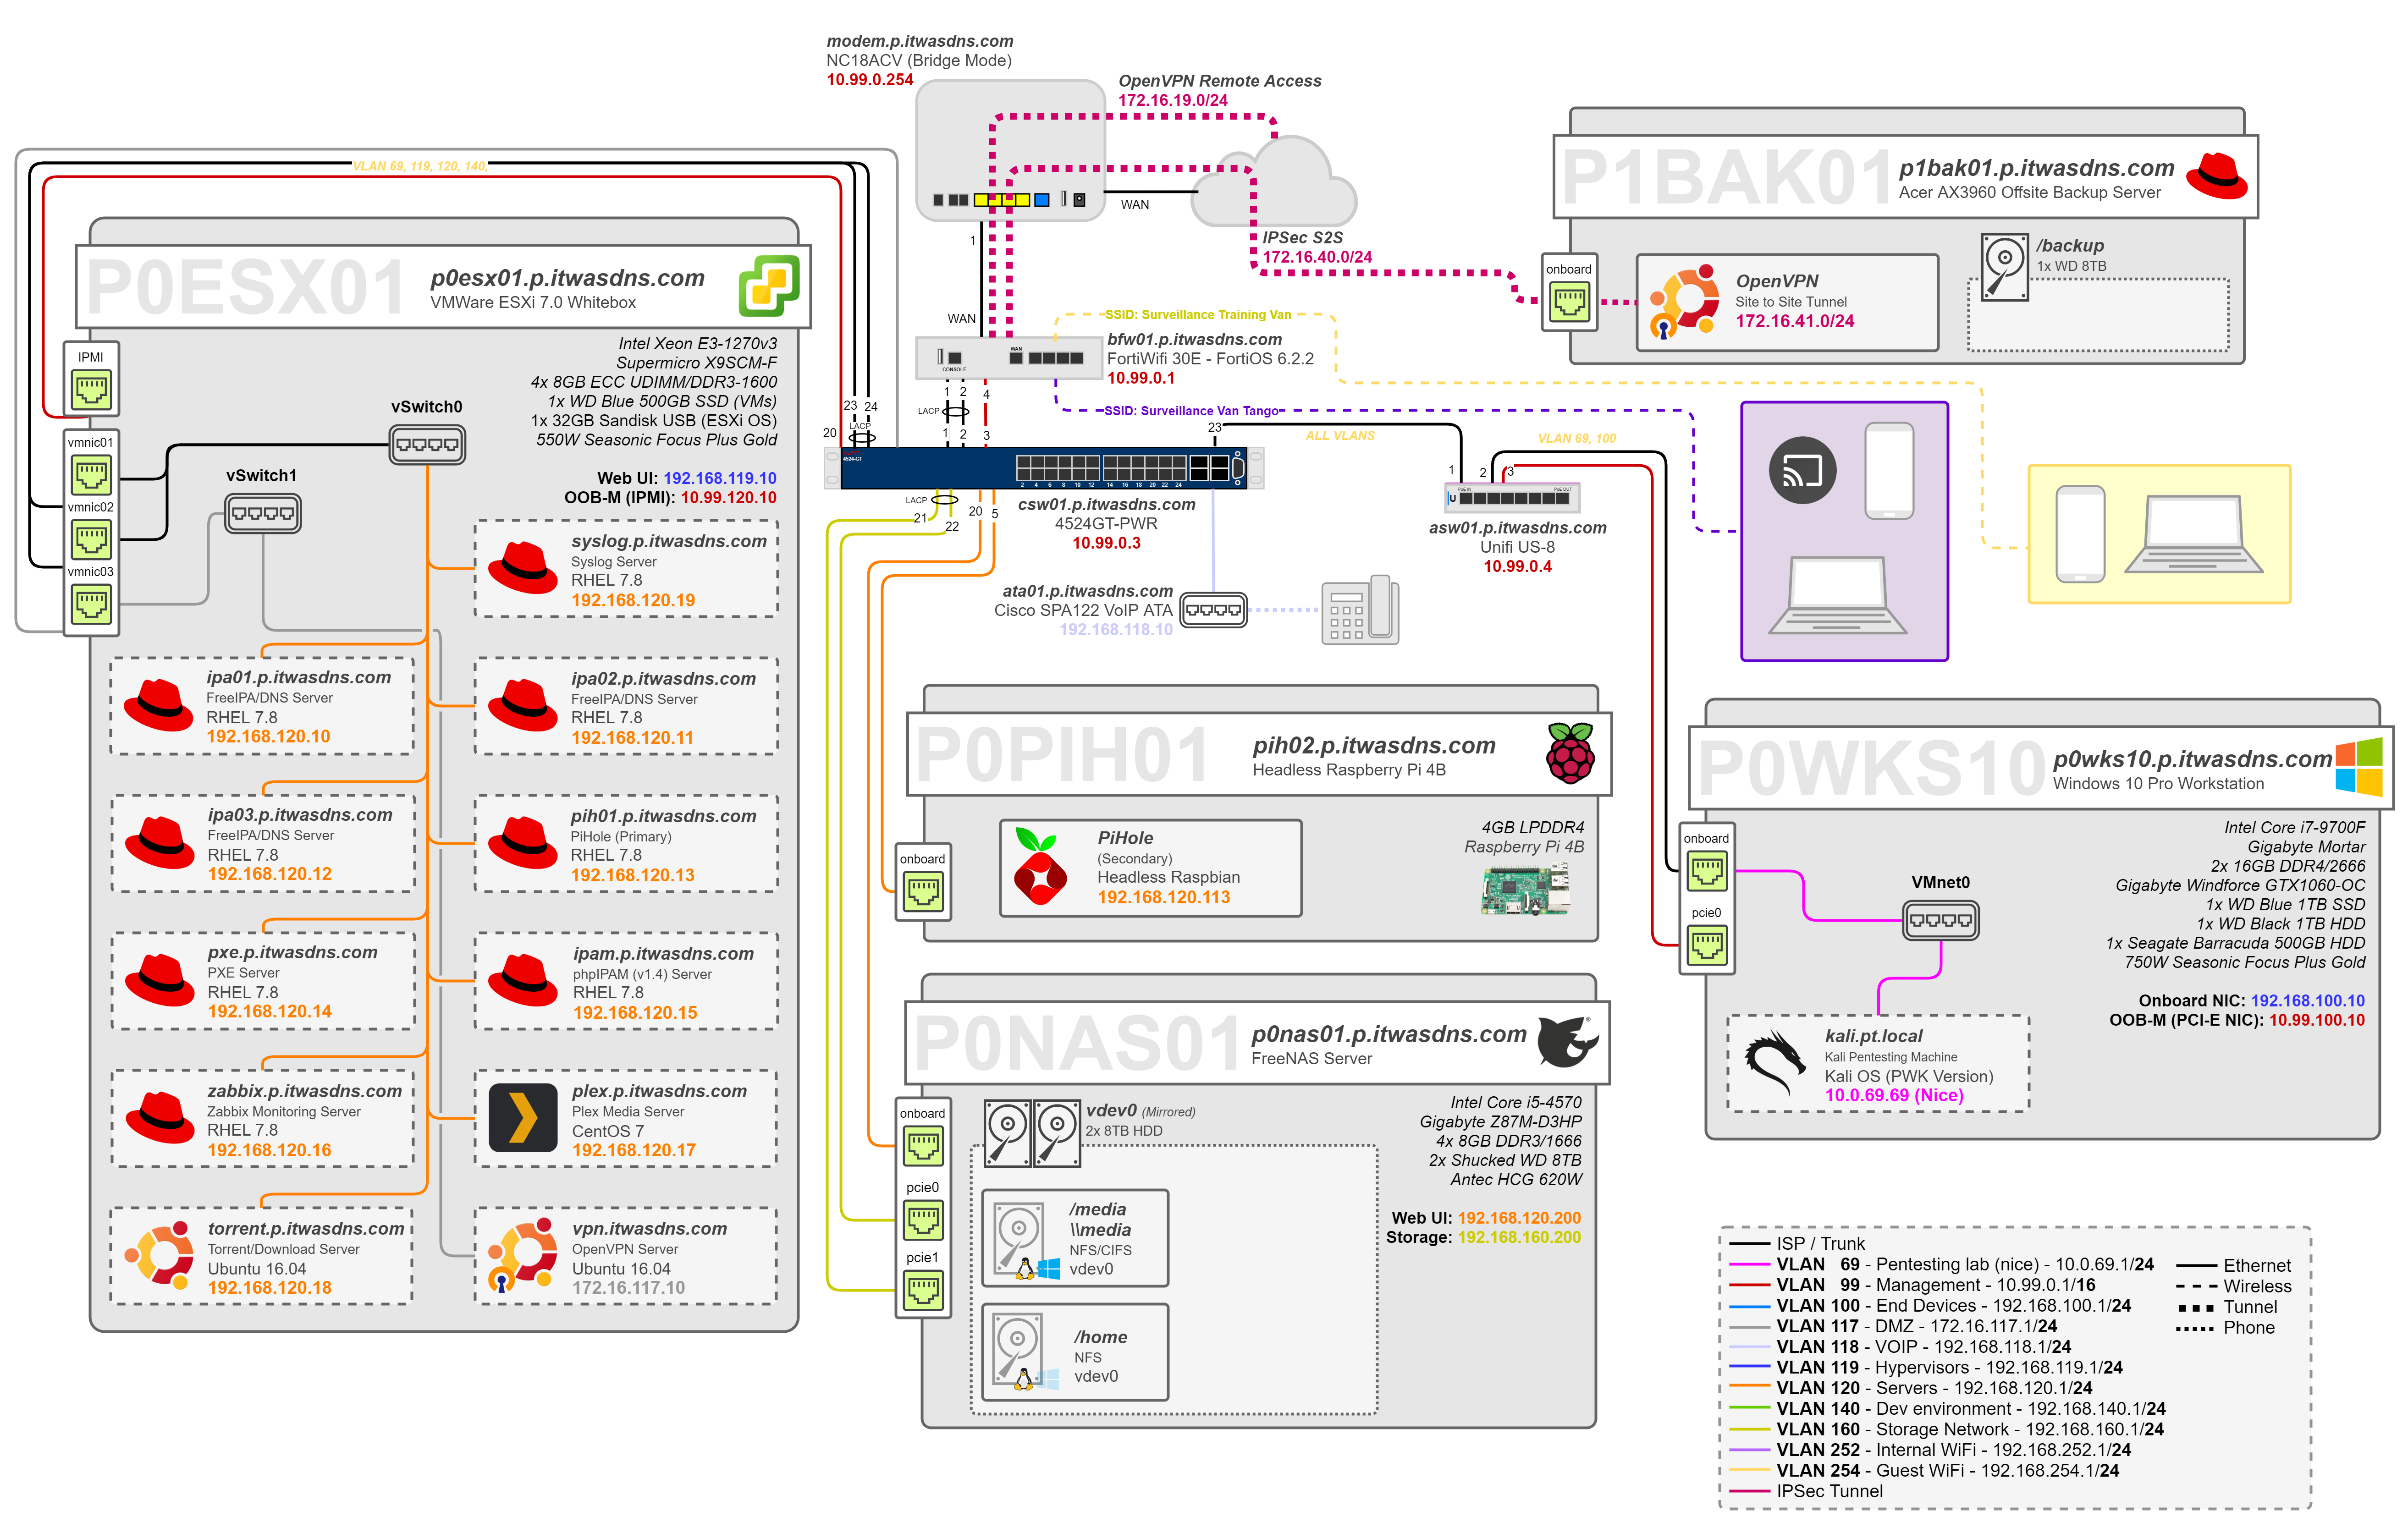 modem.p.itwasdns.com
NC18ACV (Bridge Mode)
10.99.0.254
OpenVPN Remote Access
172.16.19.0/24
WAN
IPSec S2S
172.16.40.0/24
1
WAN
SSID: Surveillance Training Van
bfw01.p.itwasdns.com
FortiWifi 30E - FortiOS 6.2.2
10.99.0.1
WAN
CONSOLE
SSID: Surveillance Van Tango
1
2
4
LACP
1
2
3
23
24
LACP
20
4524-GT
2 4 6 8 10 12 14 16 18 20 22 24
23
ALL VLANS
VLAN 69, 100
1
2
3
PoE IN
PoE OUT
U
LACP
21
22
20
5
csw01.p.itwasdns.com
4524GT-PWR
10.99.0.3
asw01.p.itwasdns.com
Unifi US-8
10.99.0.4
ata01.p.itwasdns.com
Cisco SPA122 VoIP ATA
192.168.118.10
VLAN 69, 119, 120, 140,
P0ESX01
p0esx01.p.itwasdns.com
VMWare ESXi 7.0 Whitebox
IPMI
vmnic01
vmnic02
vmnic03
Intel Xeon E3-1270v3
Supermicro X9SCM-F
4x 8GB ECC UDIMM/DDR3-1600
1x WD Blue 500GB SSD (VMs)
1x 32GB Sandisk USB (ESXi OS)
550W Seasonic Focus Plus Gold
Web UI: 192.168.119.10
OOB-M (IPMI): 10.99.120.10
vSwitch0
vSwitch1
syslog.p.itwasdns.com
Syslog Server
RHEL 7.8
192.168.120.19
ipa01.p.itwasdns.com
FreeIPA/DNS Server
RHEL 7.8
192.168.120.10
ipa02.p.itwasdns.com
FreeIPA/DNS Server
RHEL 7.8
192.168.120.11
ipa03.p.itwasdns.com
FreeIPA/DNS Server
RHEL 7.8
192.168.120.12
pih01.p.itwasdns.com
PiHole (Primary)
RHEL 7.8
192.168.120.13
pxe.p.itwasdns.com
PXE Server
RHEL 7.8
192.168.120.14
ipam.p.itwasdns.com
phpIPAM (v1.4) Server
RHEL 7.8
192.168.120.15
zabbix.p.itwasdns.com
Zabbix Monitoring Server
RHEL 7.8
192.168.120.16
plex.p.itwasdns.com
Plex Media Server
CentOS 7
192.168.120.17
torrent.p.itwasdns.com
Torrent/Download Server
Ubuntu 16.04
192.168.120.18
vpn.itwasdns.com
OpenVPN Server
Ubuntu 16.04
172.16.117.10
P1BAK01
p1bak01.p.itwasdns.com
Acer AX3960 Offsite Backup Server
onboard
OpenVPN
Site to Site Tunnel
172.16.41.0/24
/backup
1x WD 8TB
P0PIH01
pih02.p.itwasdns.com
Headless Raspberry Pi 4B
onboard
PiHole
(Secondary)
Headless Raspbian
192.168.120.113
4GB LPDDR4
Raspberry Pi 4B
P0NAS01
p0nas01.p.itwasdns.com
FreeNAS Server
onboard
pcie0
pcie1
vdev0 (Mirrored)
2x 8TB HDD
/media
\\media
NFS/CIFS
vdev0
/home
NFS
vdev0
Intel Core i5-4570
Gigabyte Z87M-D3HP
4x 8GB DDR3/1666
2x Shucked WD 8TB
Antec HCG 620W
Web UI: 192.168.120.200
Storage: 192.168.160.200
P0WKS10
p0wks10.p.itwasdns.com
Windows 10 Pro Workstation
onboard
pcie0
VMnet0
Intel Core i7-9700F
Gigabyte Mortar
2x 16GB DDR4/2666
Gigabyte Windforce GTX1060-OC
1x WD Blue 1TB SSD
1x WD Black 1TB HDD
1x Seagate Barracuda 500GB HDD
750W Seasonic Focus Plus Gold
Onboard NIC: 192.168.100.10
OOB-M (PCI-E NIC): 10.99.100.10
kali.pt.local
Kali Pentesting Machine
Kali OS (PWK Version)
10.0.69.69 (Nice)
ISP / Trunk
VLAN 69 - Pentesting lab (nice) - 10.0.69.1/24
VLAN 99 - Management - 10.99.0.1/16
VLAN 100 - End Devices - 192.168.100.1/24
VLAN 117 - DMZ - 172.16.117.1/24
VLAN 118 - VOIP - 192.168.118.1/24
VLAN 119 - Hypervisors - 192.168.119.1/24
VLAN 120 - Servers - 192.168.120.1/24
VLAN 140 - Dev environment - 192.168.140.1/24
VLAN 160 - Storage Network - 192.168.160.1/24
VLAN 252 - Internal WiFi - 192.168.252.1/24
VLAN 254 - Guest WiFi - 192.168.254.1/24
IPSec Tunnel
Ethernet
Wireless
Tunnel
Phone